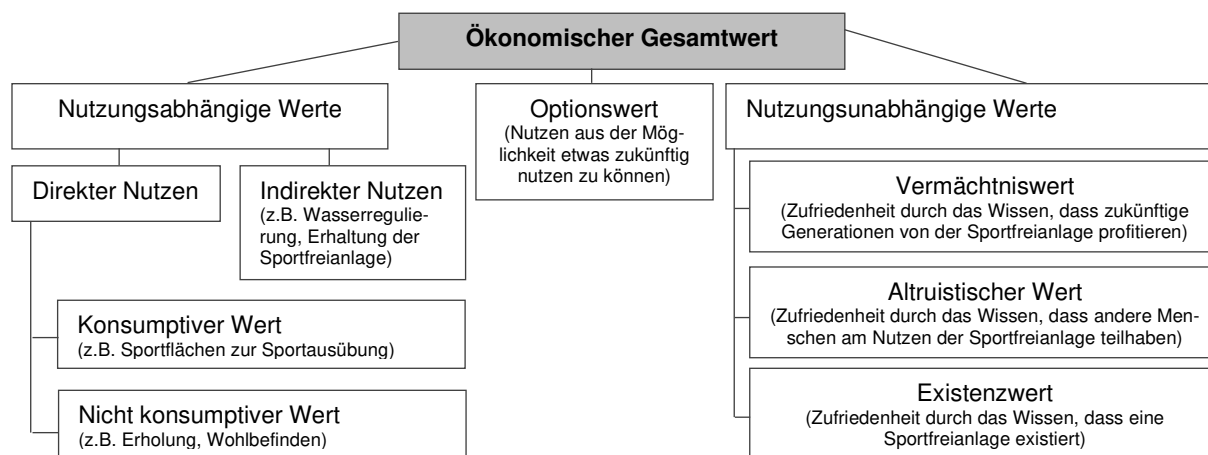 Ökonomischer Gesamtwert
Nutzungsabhängige Werte
Direkter Nutzen
Indirekter Nutzen
(z.B. Wasserregulie-
rung, Erhaltung der
Sportfreianlage)
Konsumptiver Wert
(z.B. Sportflächen zur Sportausübung)
Nicht konsumptiver Wert
(z.B. Erholung, Wohlbefinden)
Optionswert
(Nutzen aus der Mög-
lichkeit etwas zukünftig
nutzen zu können)
Nutzungsunabhängige Werte
Vermächtniswert
(Zufriedenheit durch das Wissen, dass zukünftige
Generationen von der Sportfreianlage profitieren)
Altruistischer Wert
(Zufriedenheit durch das Wissen, dass andere Men-
schen am Nutzen der Sportfreianlage teilhaben)
Existenzwert
(Zufriedenheit durch das Wissen, dass eine
Sportfreianlage existiert)